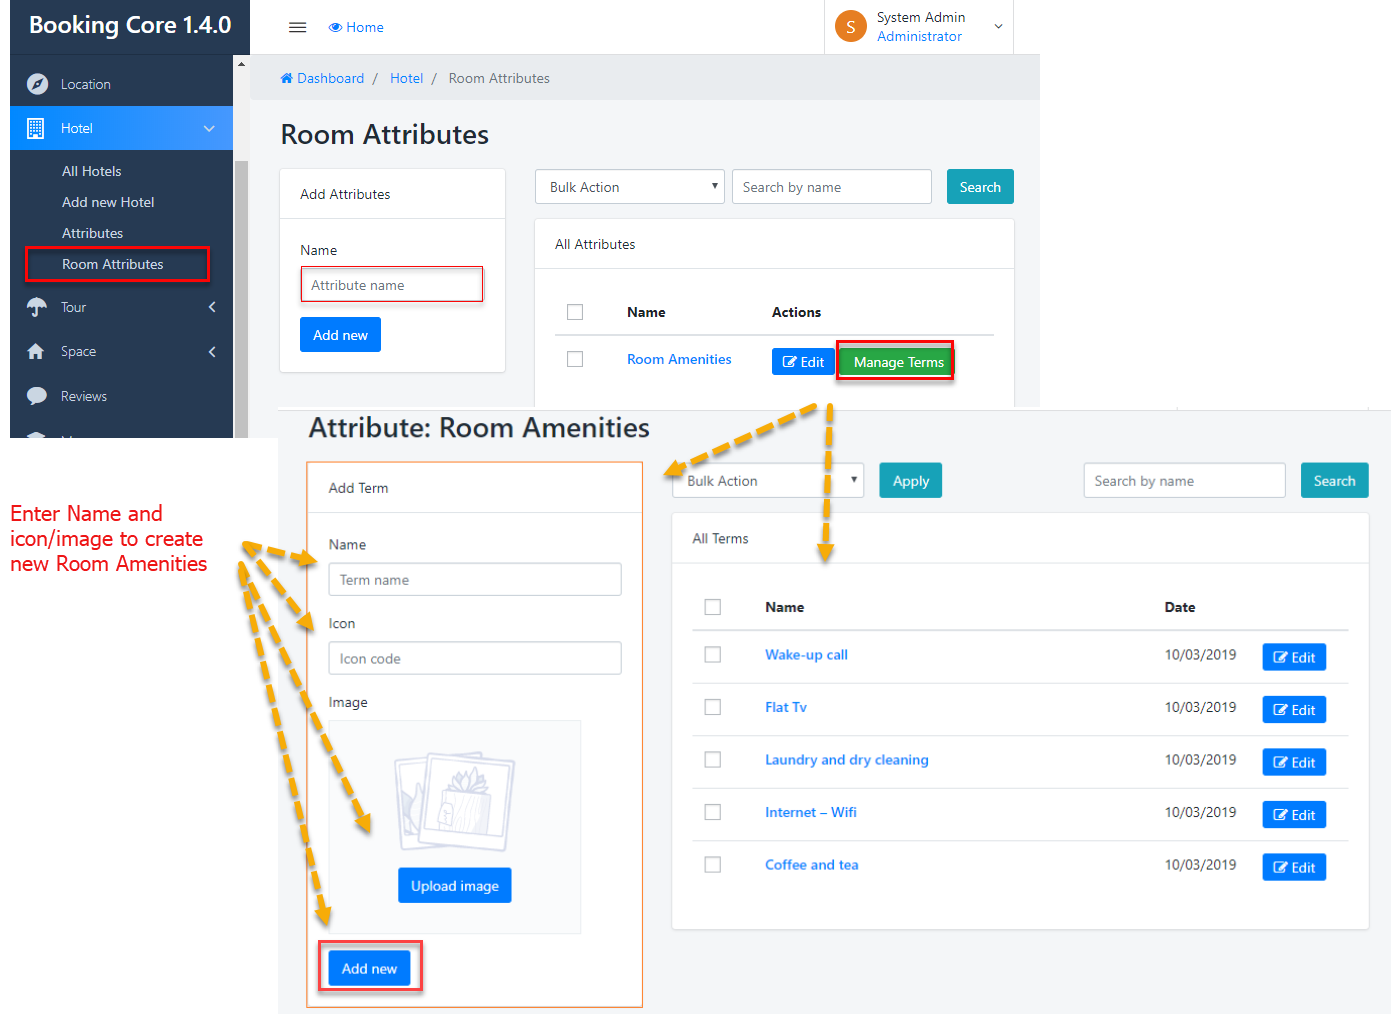 Booking Core 1.4.0
Home
S
System Admin
Administrator
Location
Hotel
All Hotels
Add new Hotel
Attributes
Room Attributes
Tour
Space
Reviews
Dashboard / Hotel / Room Attributes
Room Attributes
Add Attributes
Name
Attribute name
Add new
Bulk Action
Search by name
Search
All Attributes
Name Actions
Room Amenities Edit Manage Terms
Attribute: Room Amenities
Enter Name and
icon/image to create
new Room Amenities
Add Term
Name
Term name
Icon
Icon code
Image
Upload image
Add new
Bulk Action
Apply
Search by name
Search
All Terms
Name Date
Wake-up call 10/03/2019 Edit
Flat Tv 10/03/2019 Edit
Laundry and dry cleaning 10/03/2019 Edit
Internet – Wifi 10/03/2019 Edit
Coffee and tea 10/03/2019 Edit